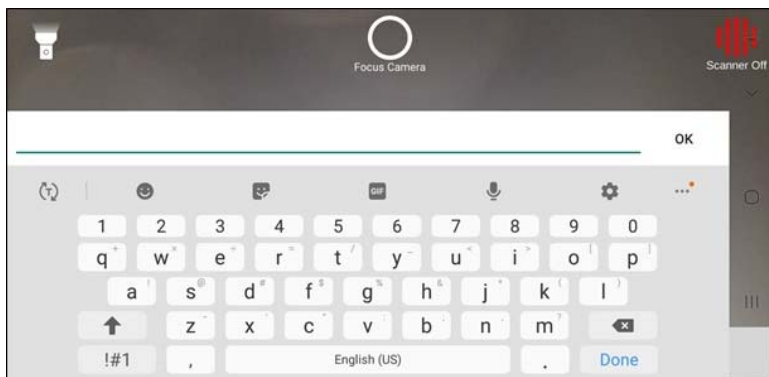 Focus Camera
Scanner Off
OK
GIF
1 2 3 4 5 6 7 8 9 0
q + w × e ÷ r = t / y - u < i > o [ p ]
a ! s @ d # f $ g % h & j * k ( l )
z - x ' c " v : b ; n , m ?
!#1 , English (US) . Done